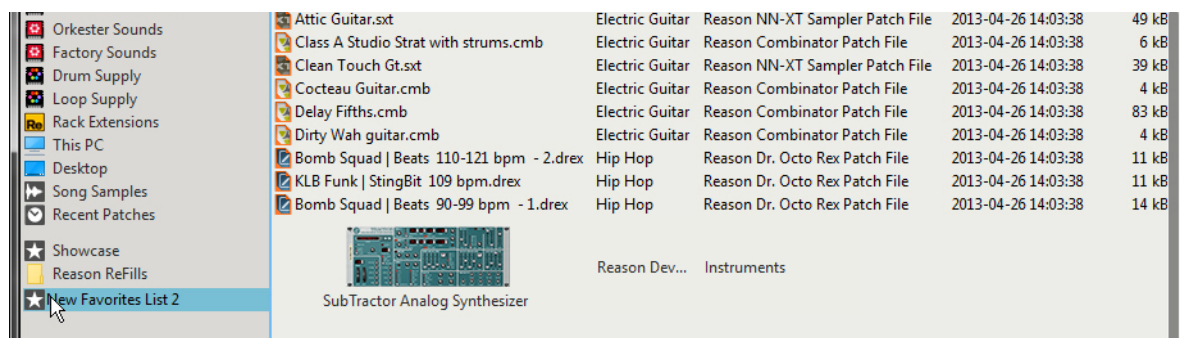 Orkester Sounds
Factory Sounds
Drum Supply
Loop Supply
Re Rack Extensions
This PC
Desktop
Song Samples
Recent Patches
Showcase
Reason ReFills
New Favorites List 2
Attic Guitar.sxt Electric Guitar Reason NN-XT Sampler Patch File 2013-04-26 14:03:38 49 kB
Class A Studio Strat with strums.cmb Electric Guitar Reason Combinator Patch File 2013-04-26 14:03:38 6 kB
Clean Touch Gt.sxt Electric Guitar Reason NN-XT Sampler Patch File 2013-04-26 14:03:38 39 kB
Cocteau Guitar.cmb Electric Guitar Reason Combinator Patch File 2013-04-26 14:03:38 4 kB
Delay Fifths.cmb Electric Guitar Reason Combinator Patch File 2013-04-26 14:03:38 83 kB
Dirty Wah guitar.cmb Electric Guitar Reason Combinator Patch File 2013-04-26 14:03:38 4 kB
Bomb Squad | Beats 110-121 bpm - 2.drex Hip Hop Reason Dr. Octo Rex Patch File 2013-04-26 14:03:38 11 kB
KLB Funk | StingBit 109 bpm.drex Hip Hop Reason Dr. Octo Rex Patch File 2013-04-26 14:03:38 11 kB
Bomb Squad | Beats 90-99 bpm - 1.drex Hip Hop Reason Dr. Octo Rex Patch File 2013-04-26 14:03:38 14 kB
Reason Dev... Instruments
SubTractor Analog Synthesizer